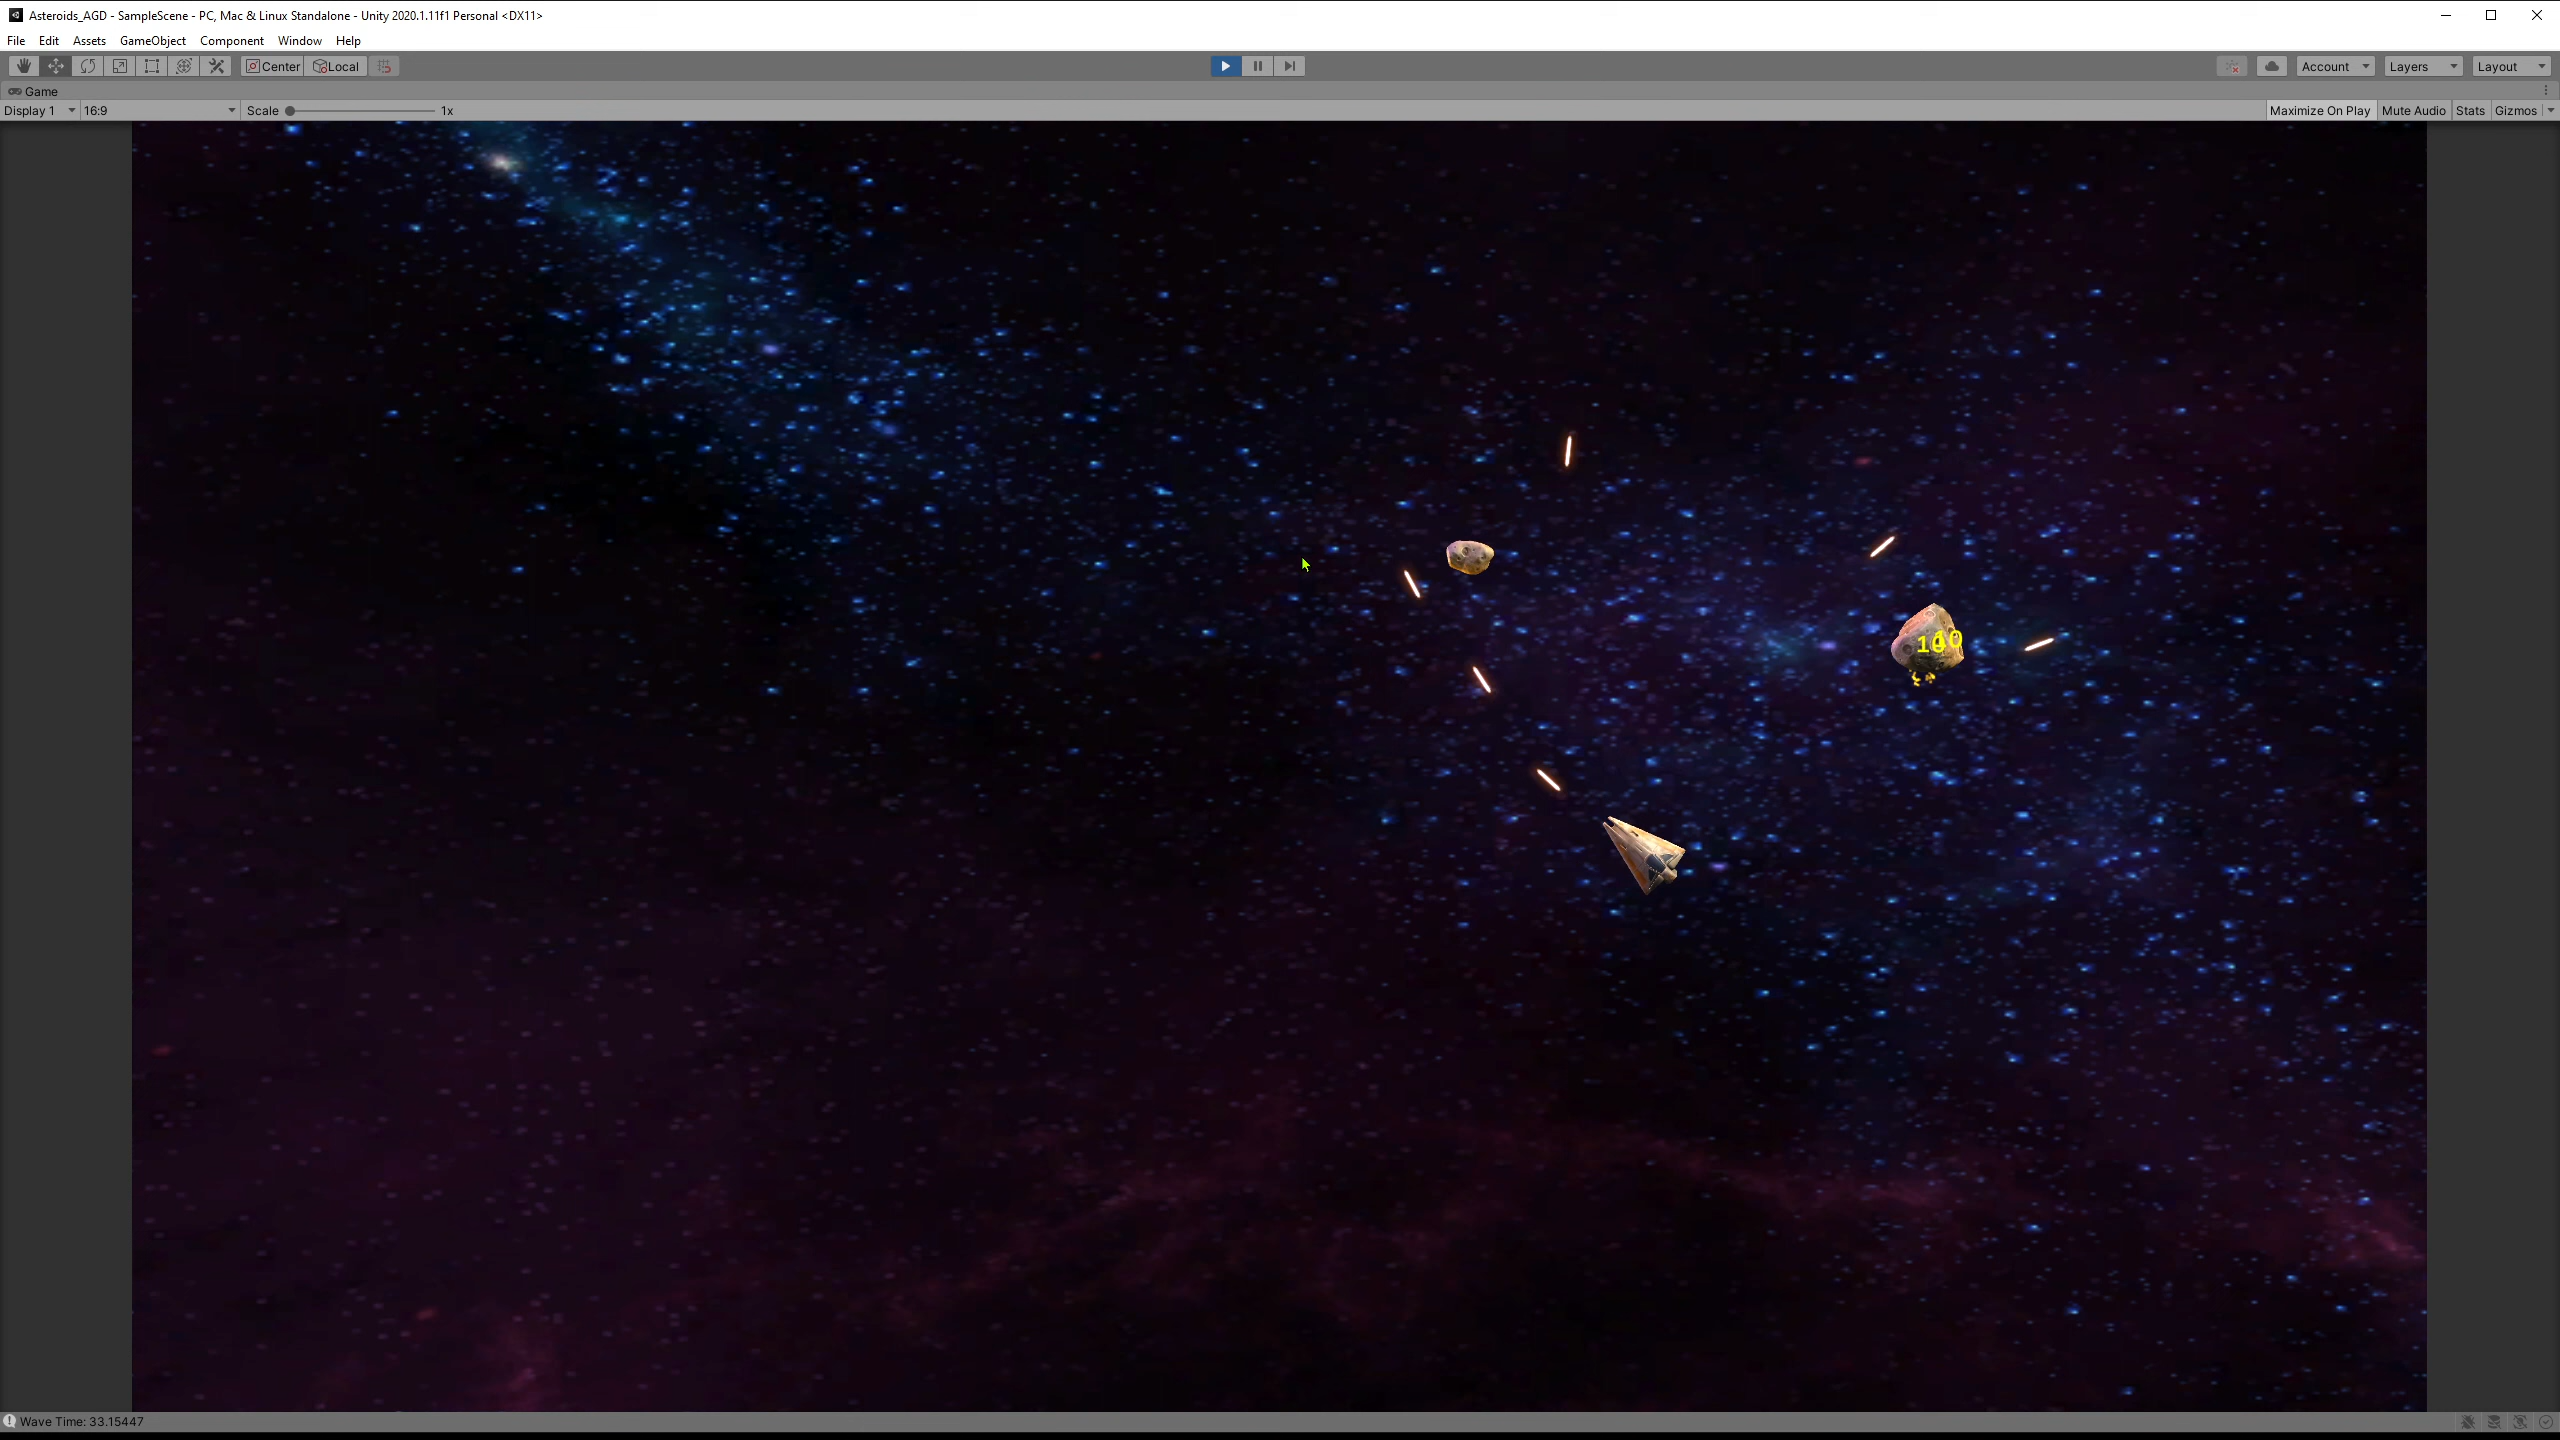 Asteroids_AGD - SampleScene - PC, Mac & Linux Standalone - Unity 2020.1.11f1 Personal <DX11>
File Edit Assets GameObject Component Window Help
Center Local Account Layers Layout
Game
Display 1 16:9 Scale 1x Maximize On Play Mute Audio Stats Gizmos
10 10
Wave Time: 33.15447